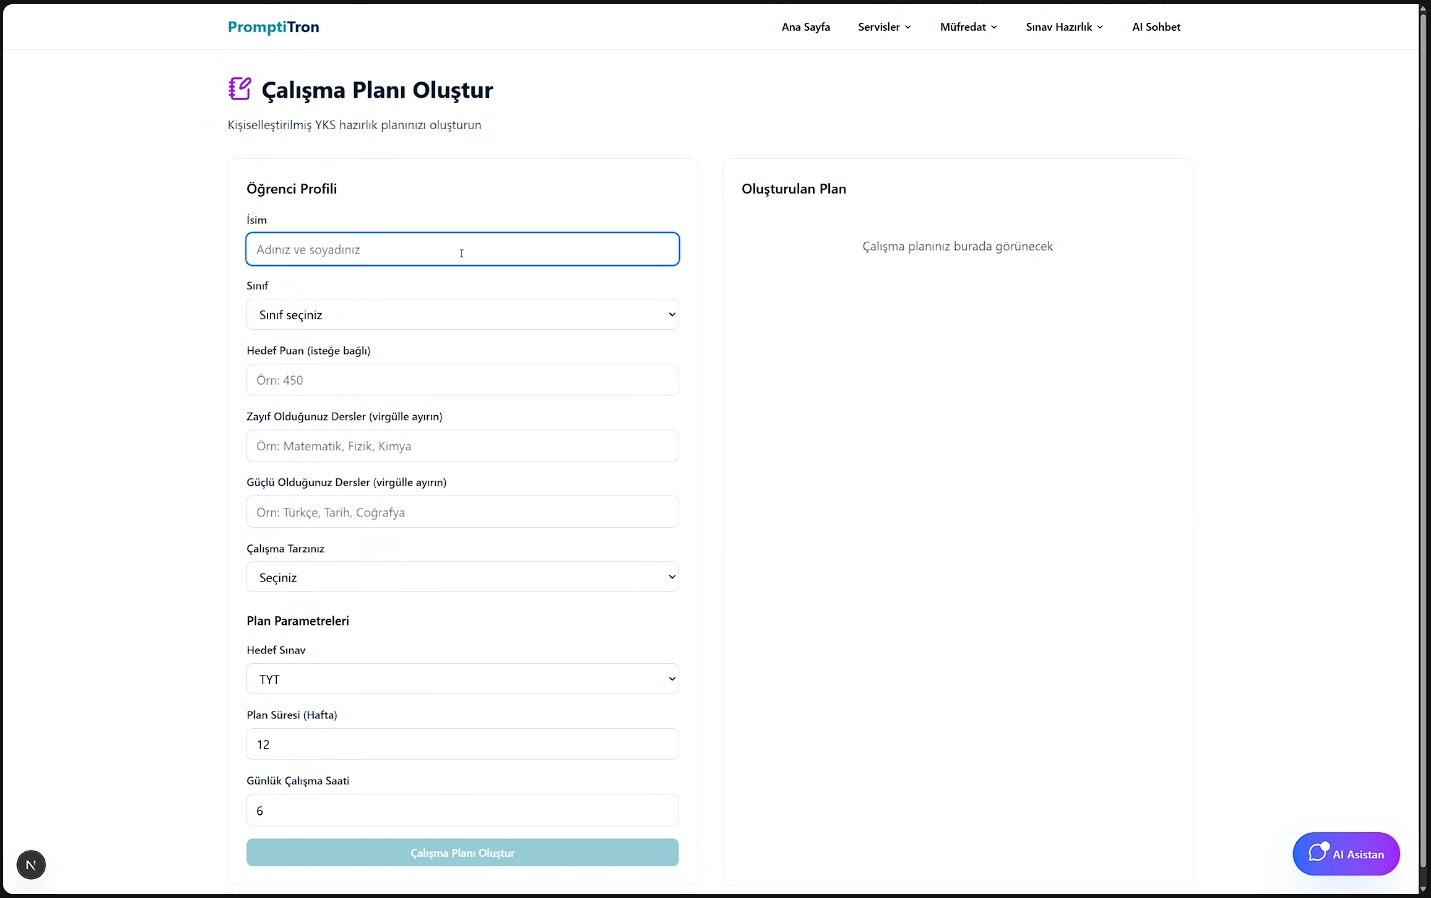 PromptiTron
Ana Sayfa
Servisler
Müfredat
Sınav Hazırlık
AI Sohbet
Çalışma Planı Oluştur
Kişiselleştirilmiş YKS hazırlık planınızı oluşturun
Öğrenci Profili
İsim
Adınız ve soyadınız
Sınıf
Sınıf seçiniz
Hedef Puan (isteğe bağlı)
Örn: 450
Zayıf Olduğunuz Dersler (virgülle ayırın)
Örn: Matematik, Fizik, Kimya
Güçlü Olduğunuz Dersler (virgülle ayırın)
Örn: Türkçe, Tarih, Coğrafya
Çalışma Tarzınız
Seçiniz
Plan Parametreleri
Hedef Sınav
TYT
Plan Süresi (Hafta)
12
Günlük Çalışma Saati
6
Çalışma Planı Oluştur
Oluşturulan Plan
Çalışma planınız burada görünecek
N
AI Asistan